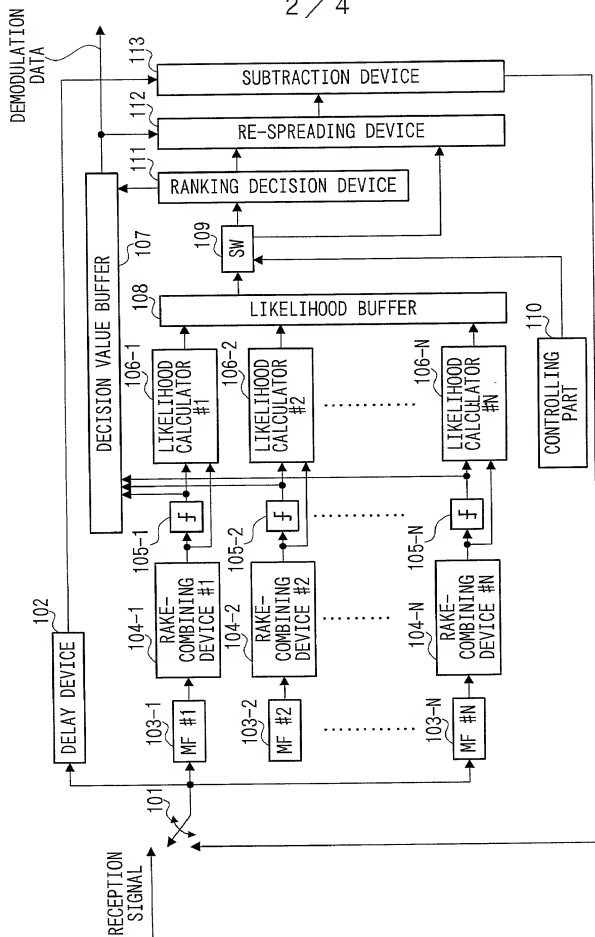 2/4
RECEPTION
SIGNAL
101
DELAY DEVICE
102
MF #1
103-1
MF #2
103-2
MF #N
103-N
RAKE-
COMBINING
DEVICE #1
104-1
RAKE-
COMBINING
DEVICE #2
104-2
RAKE-
COMBINING
DEVICE #N
104-N
105-1
105-2
105-N
DECISION VALUE BUFFER
107
LIKELIHOOD
CALCULATOR
#1
106-1
LIKELIHOOD
CALCULATOR
#2
106-2
LIKELIHOOD
CALCULATOR
#N
106-N
LIKELIHOOD BUFFER
108
CONTROLLING
PART
110
SW
109
RANKING DECISION DEVICE
111
RE-SPREADING DEVICE
112
SUBTRACTION DEVICE
113
DEMODULATION
DATA